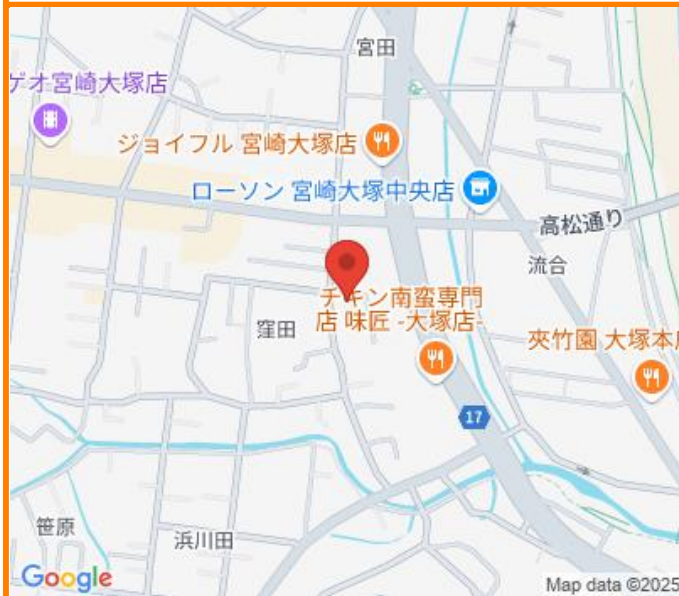 宮田
ゲオ宮崎大塚店
ジョイフル 宮崎大塚店
ローソン 宮崎大塚中央店
高松通り
流合
チキン南蛮専門
店 味匠 -大塚店-
窪田
夾竹園 大塚本店
17
笹原
浜川田
Google
Map data ©2025